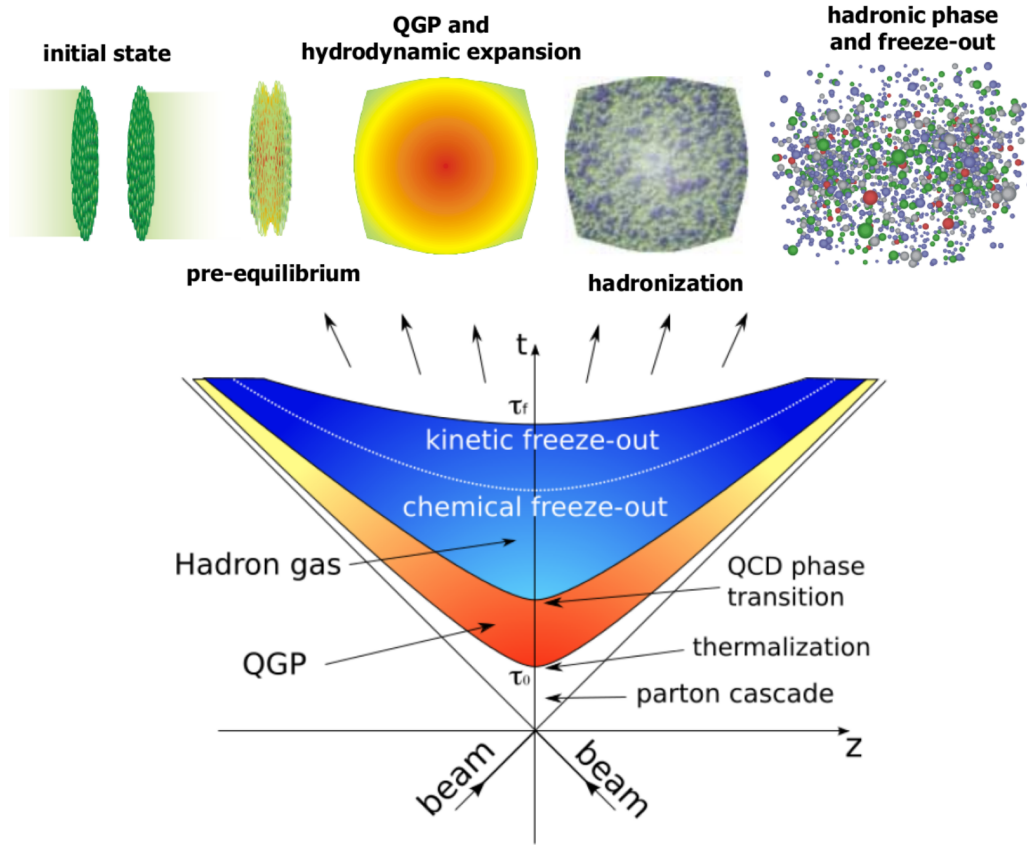 initial state
QGP and
hydrodynamic expansion
hadronic phase
and freeze-out
pre-equilibrium
hadronization
t
τf
kinetic freeze-out
chemical freeze-out
Hadron gas
QCD phase
transition
thermalization
QGP
τ0
parton cascade
z
beam
beam